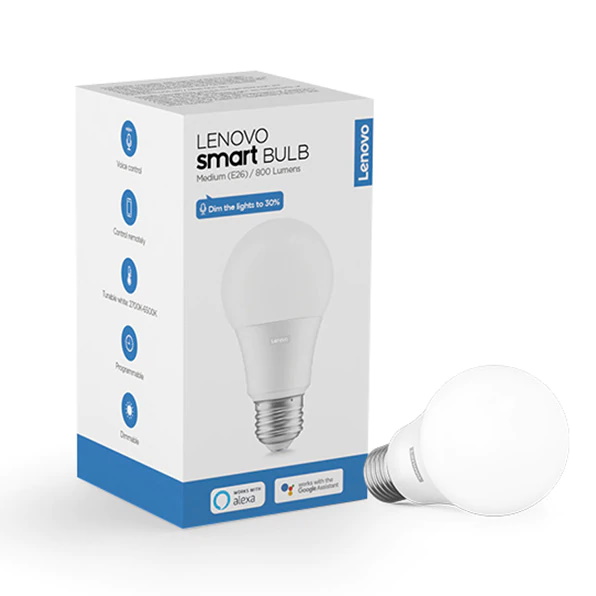 Voice control
Control remotely
Tunable white: 2700K-6500K
Programmable
Dimmable
LENOVO
smart BULB
Medium (E26) / 800 Lumens
Dim the lights to 30%
Lenovo
Lenovo
WORKS WITH
alexa
works with the
Google Assistant